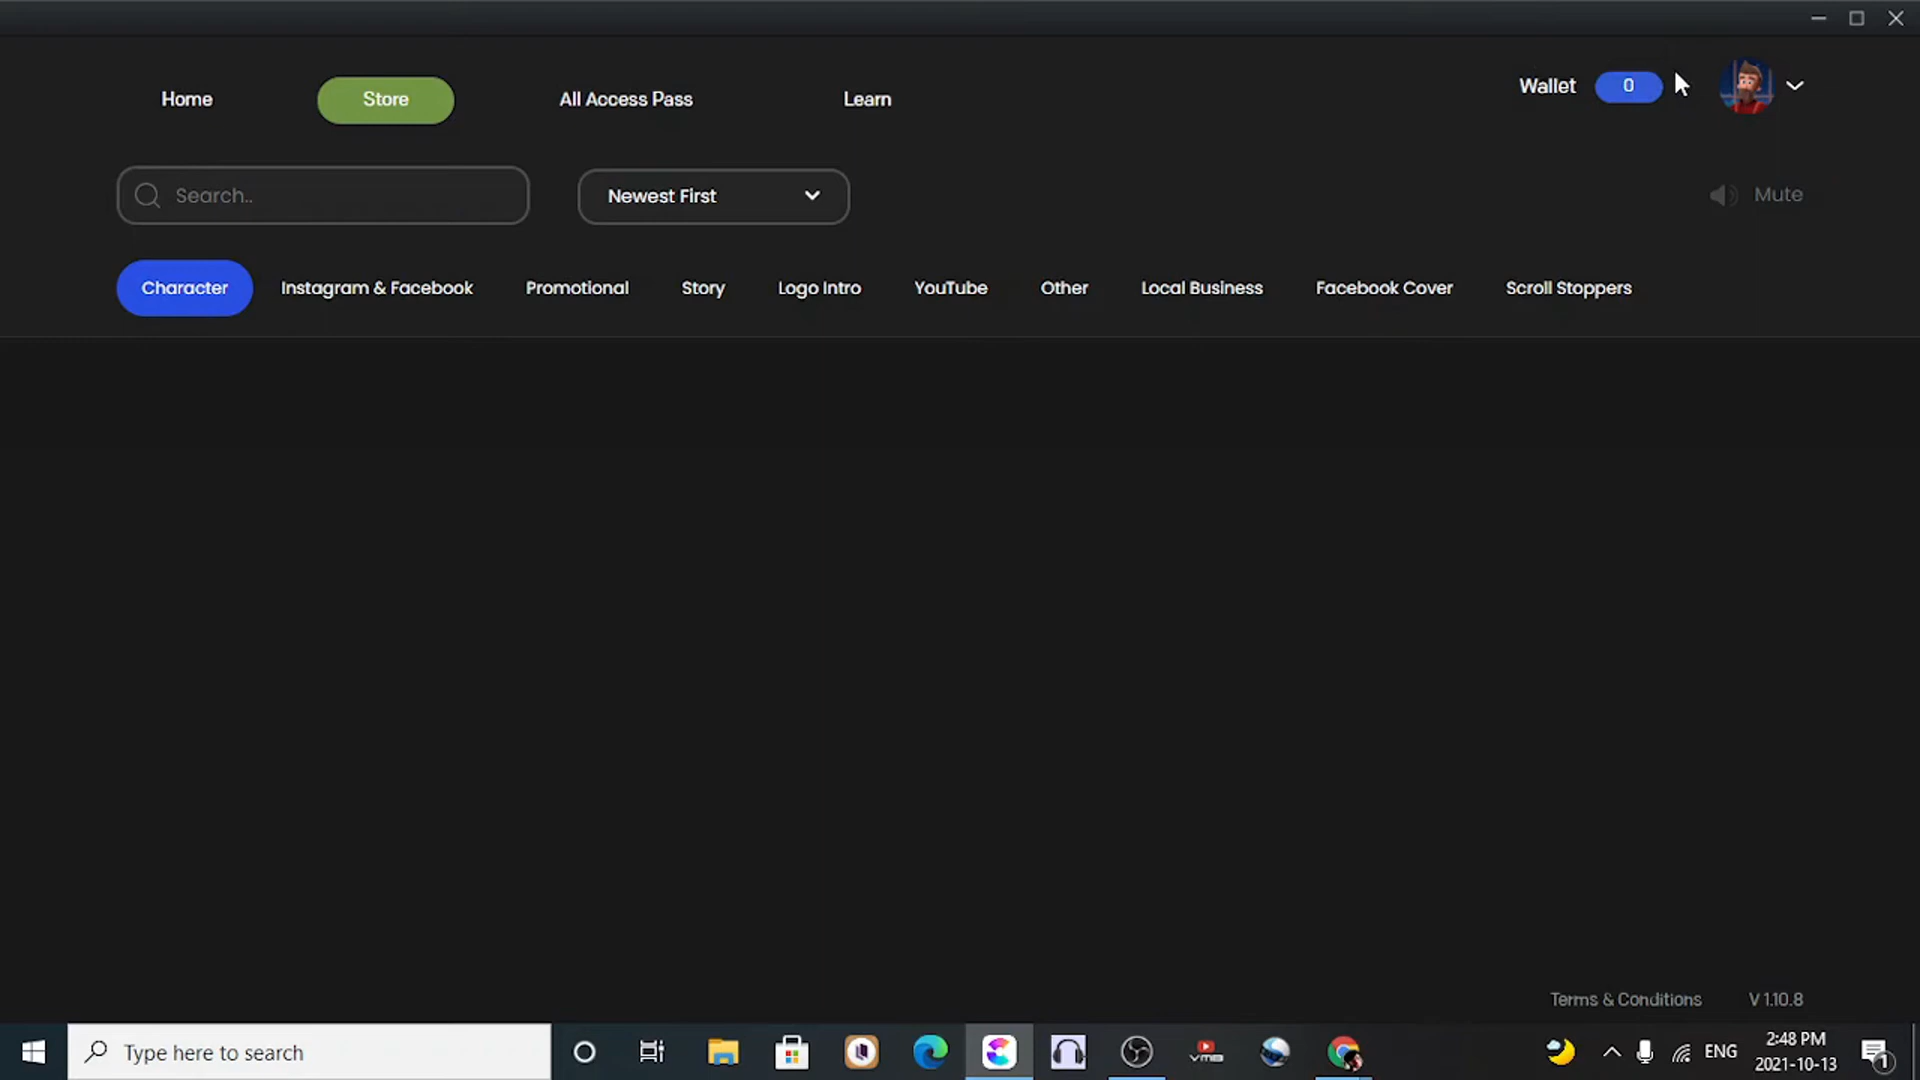 Home
Store
All Access Pass
Learn
Wallet
0
Search..
Newest First
Mute
Character
Instagram & Facebook
Promotional
Story
Logo Intro
YouTube
Other
Local Business
Facebook Cover
Scroll Stoppers
Terms & Conditions
V 1.10.8
Type here to search
VMB
ENG
2:48 PM
2021-10-13
1